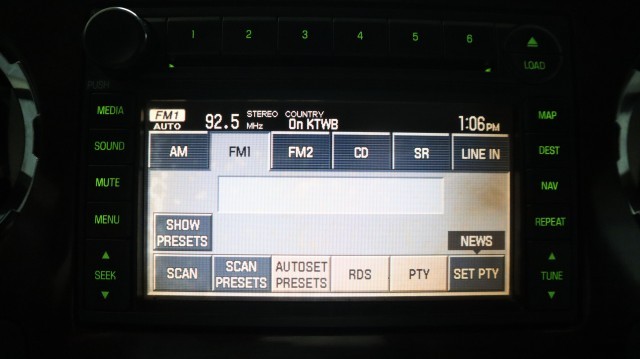 1 2 3 4 5 6
LOAD
PUSH
MEDIA
SOUND
MUTE
MENU
SEEK
FM1 AUTO 92.5 MHz STEREO COUNTRY On KTWB 1:06PM
AM FM1 FM2 CD SR LINE IN
SHOW PRESETS
NEWS
SCAN SCAN PRESETS AUTOSET PRESETS RDS PTY SET PTY
MAP
DEST
NAV
REPEAT
TUNE